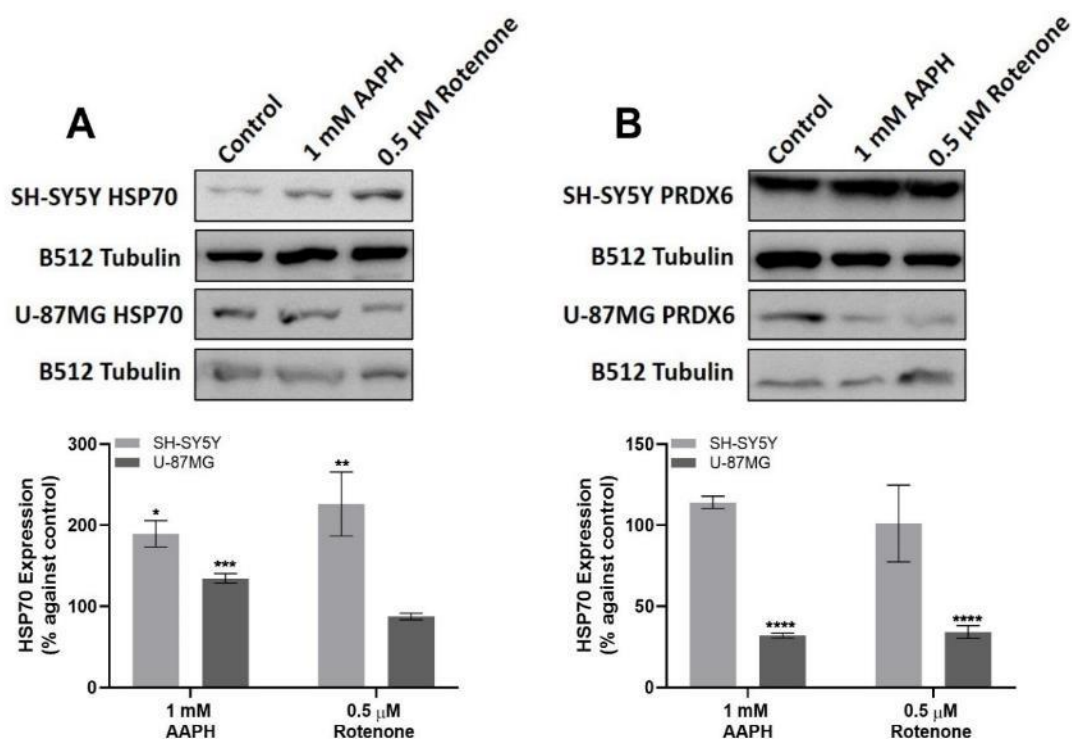 A
Control
1 mM AAPH
0.5 µM Rotenone
SH-SY5Y HSP70
B512 Tubulin
U-87MG HSP70
B512 Tubulin
300
200
100
0
HSP70 Expression
(% against control)
SH-SY5Y
U-87MG
*
***
**
1 mM
AAPH
0.5 µM
Rotenone
B
Control
1 mM AAPH
0.5 µM Rotenone
SH-SY5Y PRDX6
B512 Tubulin
U-87MG PRDX6
B512 Tubulin
150
100
50
0
HSP70 Expression
(% against control)
SH-SY5Y
U-87MG
****
****
1 mM
AAPH
0.5 µM
Rotenone